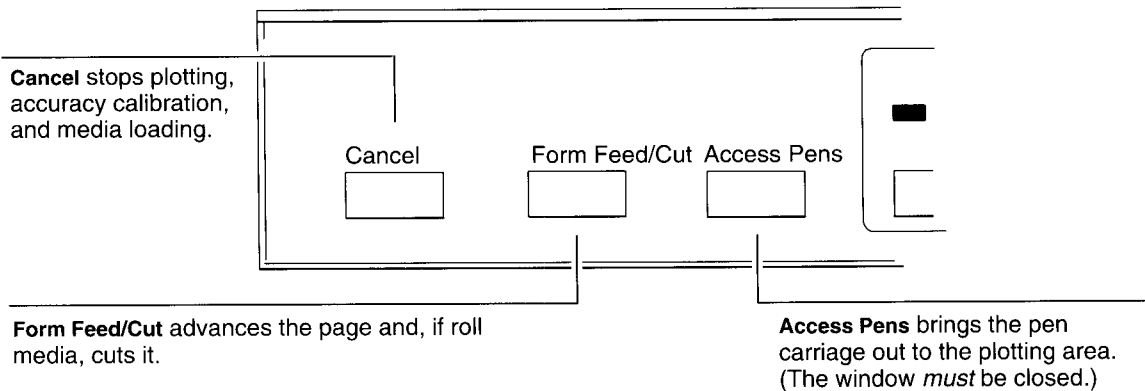 Cancel stops plotting,
accuracy calibration,
and media loading.
Cancel
Form Feed/Cut
Access Pens
Form Feed/Cut advances the page and, if roll
media, cuts it.
Access Pens brings the pen
carriage out to the plotting area.
(The window must be closed.)